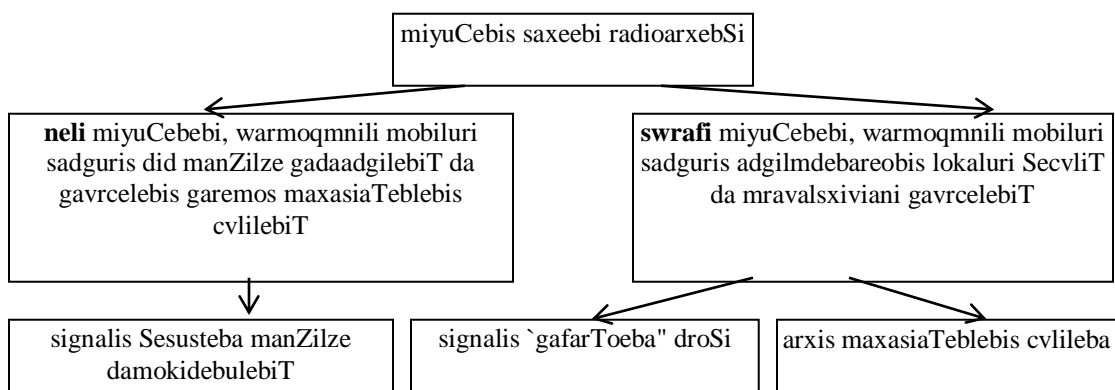 miyuCebis saxeebi radioarxebSi
neli miyuCebebi, warmoqmnili mobiluri
sadguris did manZilze gadaadgilebiT da
gavrcelebis garemos maxasiaTeblebis
cvlilebiT
swrafi miyuCebebi, warmoqmnili mobiluri
sadguris adgilmdebareobis lokaluri SecvliT
da mravalsxiviani gavrcelebiT
signalis Sesusteba manZilze
damokidebulebiT
signalis `gafarToeba" droSi
arxis maxasiaTeblebis cvlileba